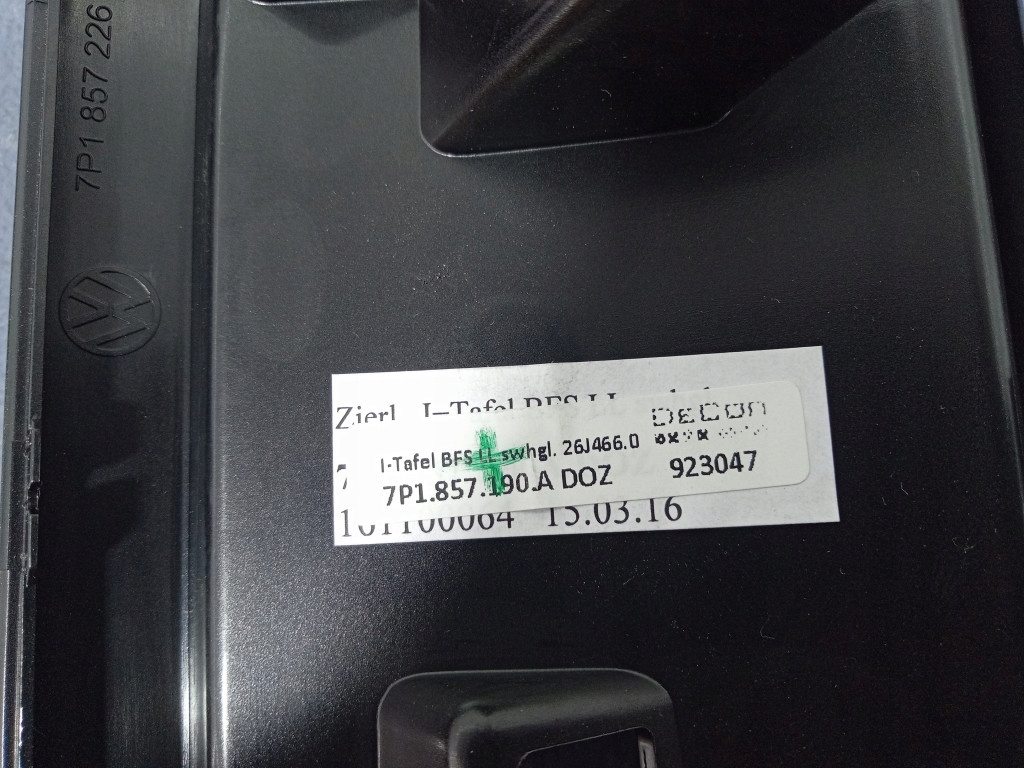 7P1 857 226
Zierl I-Tafel BFS LL
DECON
I-Tafel BFS LL swhgl. 26J466.0
7P1.857.190.A DOZ 923047
101100064 15.03.16